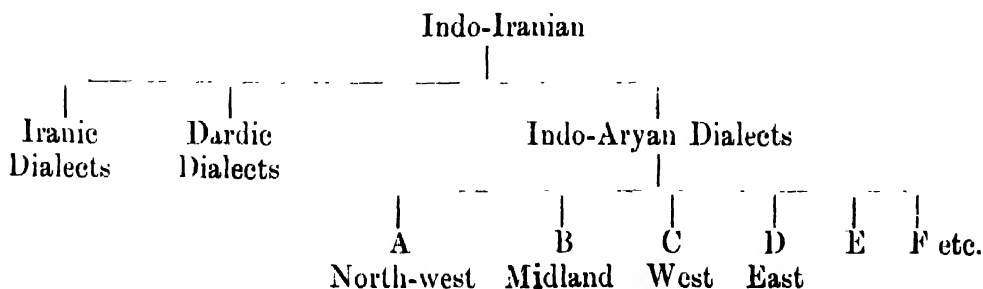 Indo-Iranian
Iranic Dialects
Dardic Dialects
Indo-Aryan Dialects
A B C D E F etc.
North-west Midland West East